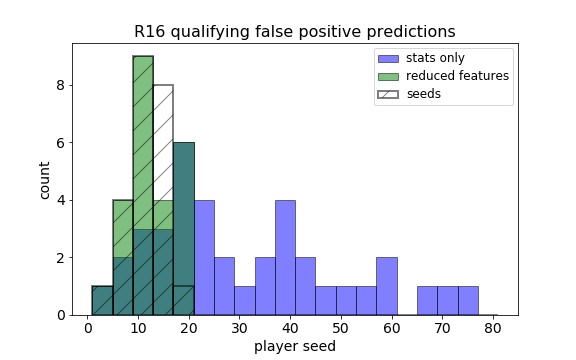 R16 qualifying false positive predictions
stats only
reduced features
seeds
count
8
6
4
2
0
0 10 20 30 40 50 60 70 80
player seed